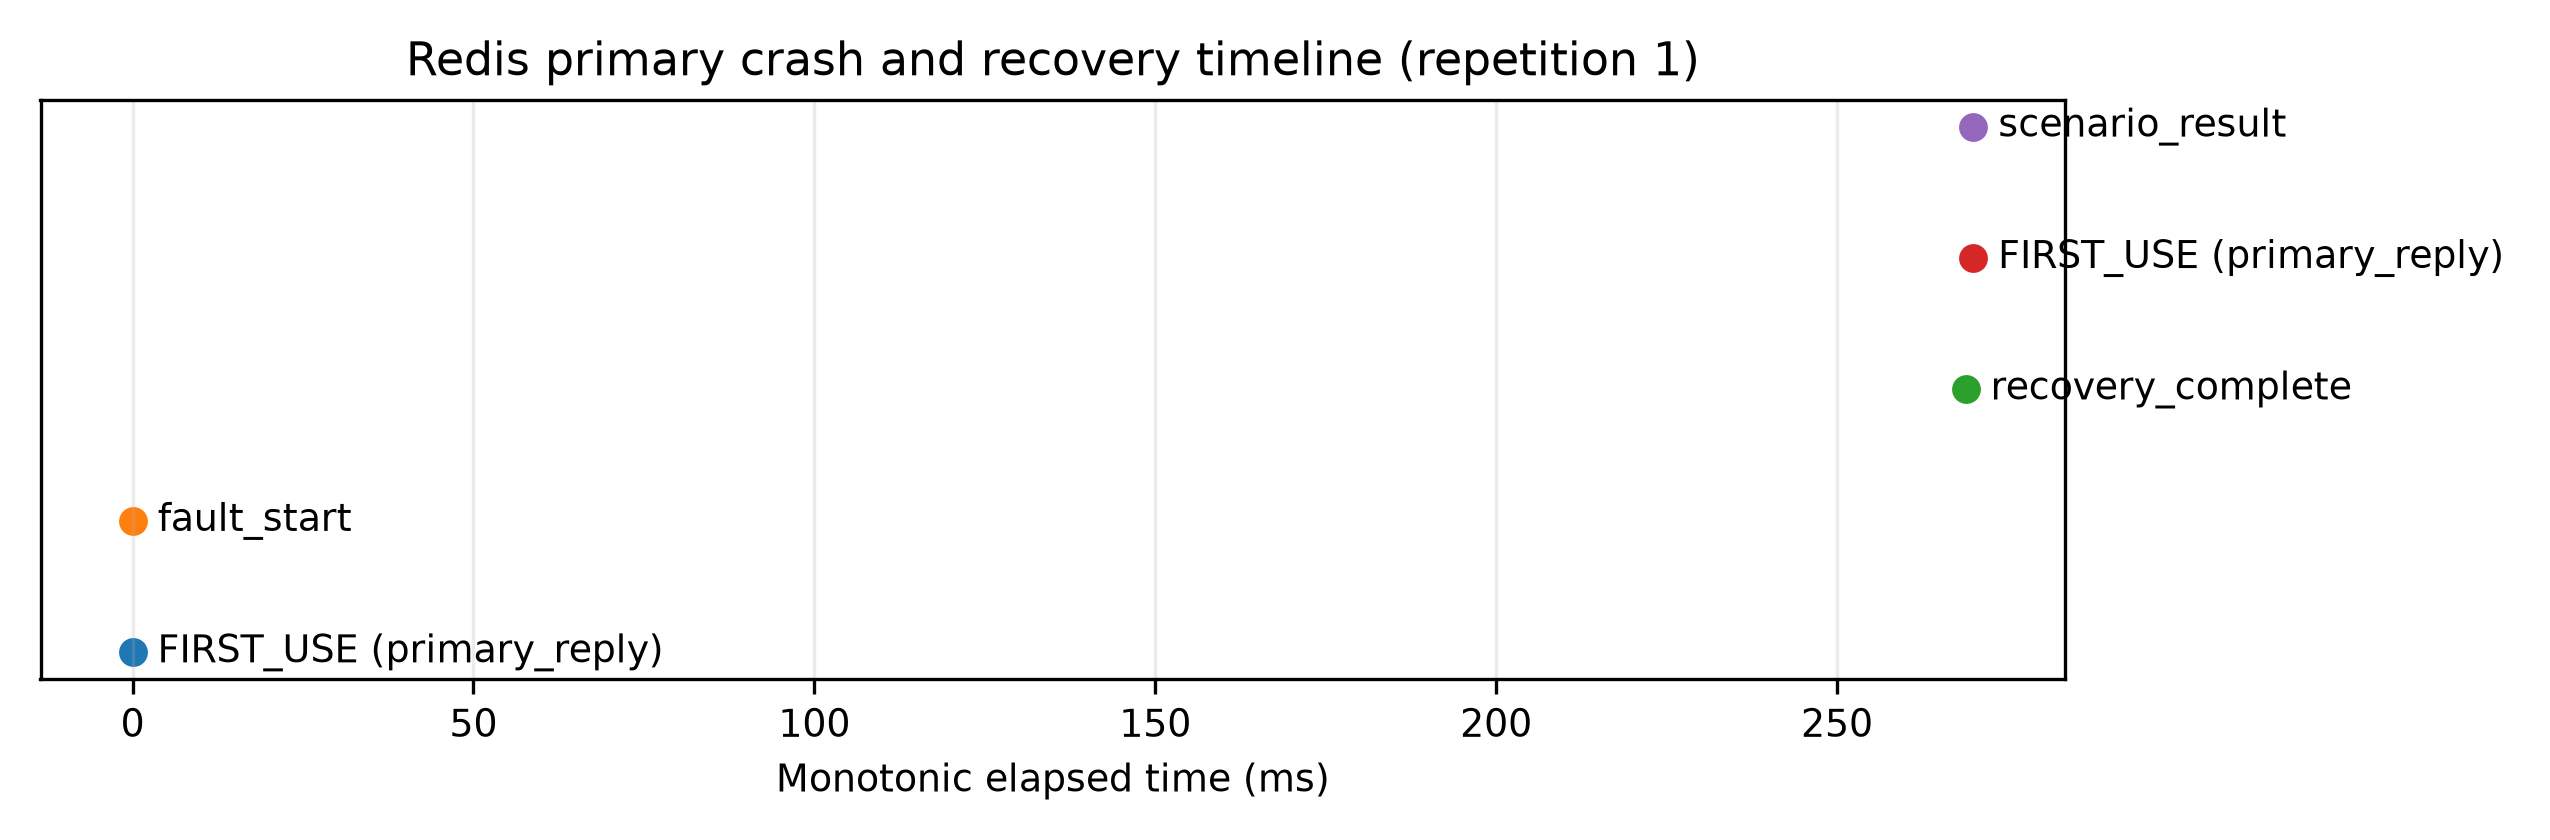 Redis primary crash and recovery timeline (repetition 1)
scenario_result
FIRST_USE (primary_reply)
recovery_complete
fault_start
FIRST_USE (primary_reply)
0 50 100 150 200 250
Monotonic elapsed time (ms)